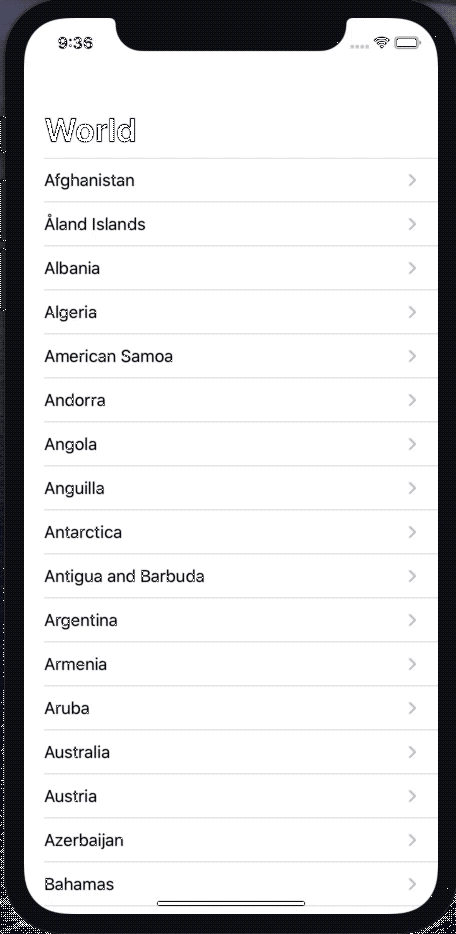 9:36
World
Afghanistan
Åland Islands
Albania
Algeria
American Samoa
Andorra
Angola
Anguilla
Antarctica
Antigua and Barbuda
Argentina
Armenia
Aruba
Australia
Austria
Azerbaijan
Bahamas